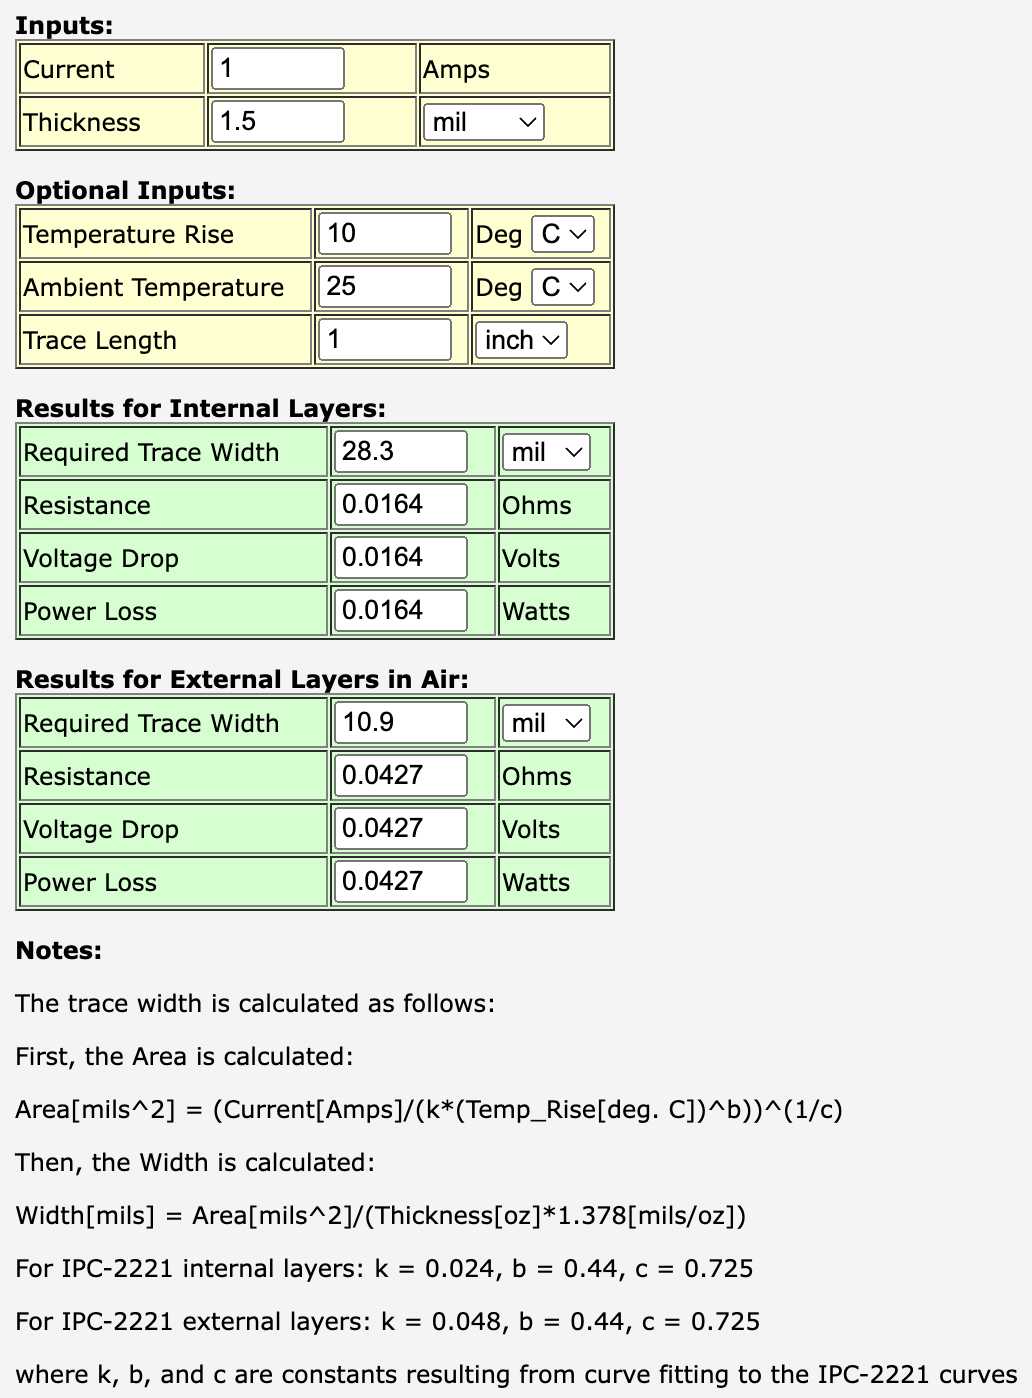 Inputs:
Current 1 Amps
Thickness 1.5 mil
Optional Inputs:
Temperature Rise 10 Deg C
Ambient Temperature 25 Deg C
Trace Length 1 inch
Results for Internal Layers:
Required Trace Width 28.3 mil
Resistance 0.0164 Ohms
Voltage Drop 0.0164 Volts
Power Loss 0.0164 Watts
Results for External Layers in Air:
Required Trace Width 10.9 mil
Resistance 0.0427 Ohms
Voltage Drop 0.0427 Volts
Power Loss 0.0427 Watts
Notes:
The trace width is calculated as follows:
First, the Area is calculated:
Area[mils^2] = (Current[Amps]/(k*(Temp_Rise[deg. C])^b))^(1/c)
Then, the Width is calculated:
Width[mils] = Area[mils^2]/(Thickness[oz]*1.378[mils/oz])
For IPC-2221 internal layers: k = 0.024, b = 0.44, c = 0.725
For IPC-2221 external layers: k = 0.048, b = 0.44, c = 0.725
where k, b, and c are constants resulting from curve fitting to the IPC-2221 curves